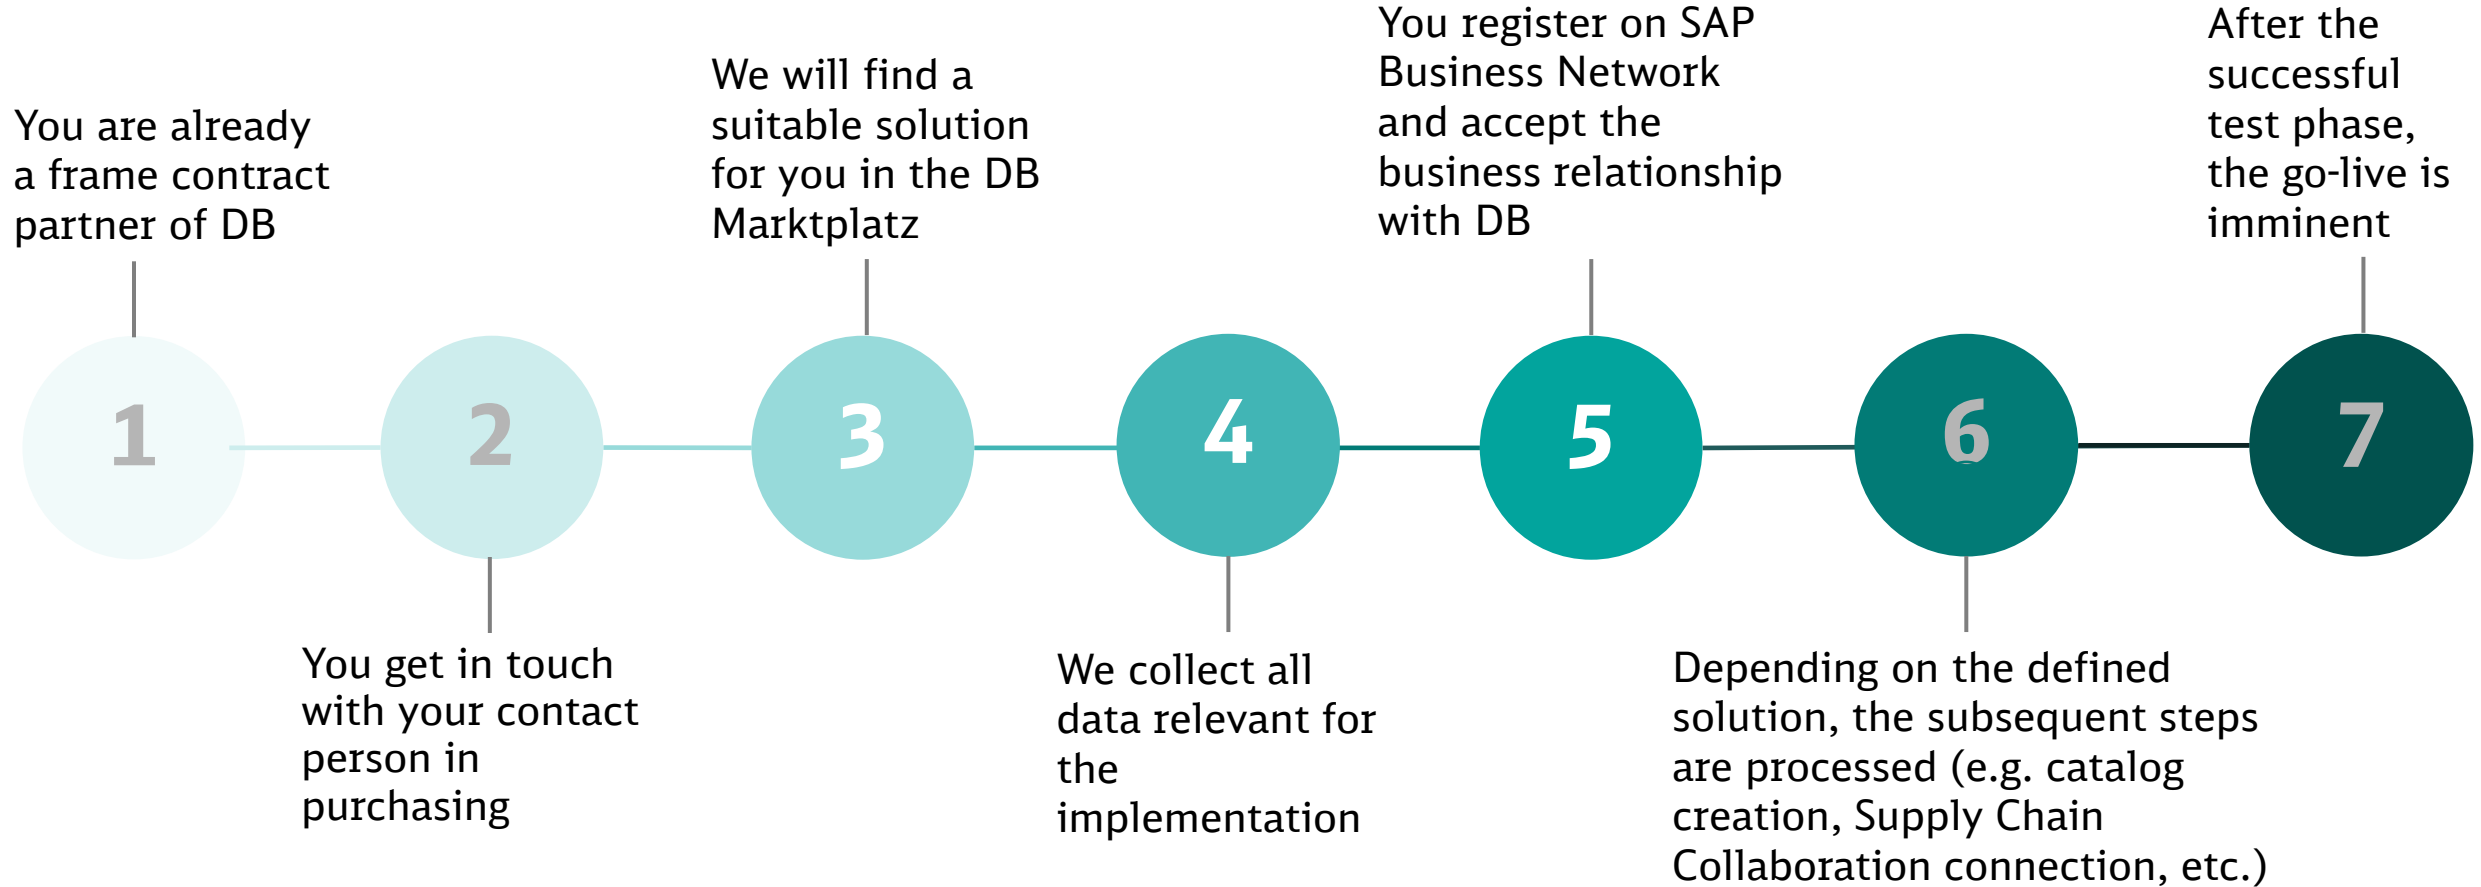 You are already
a frame contract
partner of DB
1
You get in touch
with your contact
person in
purchasing
2
We will find a
suitable solution
for you in the DB
Marktplatz
3
We collect all
data relevant for
the
implementation
4
You register on SAP
Business Network
and accept the
business relationship
with DB
5
Depending on the defined
solution, the subsequent steps
are processed (e.g. catalog
creation, Supply Chain
Collaboration connection, etc.)
6
After the
successful
test phase,
the go-live is
imminent
7